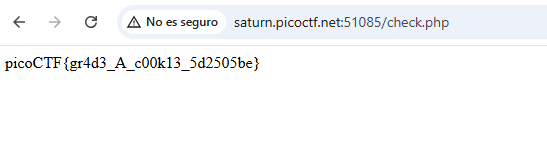 No es seguro saturn.picoctf.net:51085/check.php
picoCTF{gr4d3_A_c00k13_5d2505be}